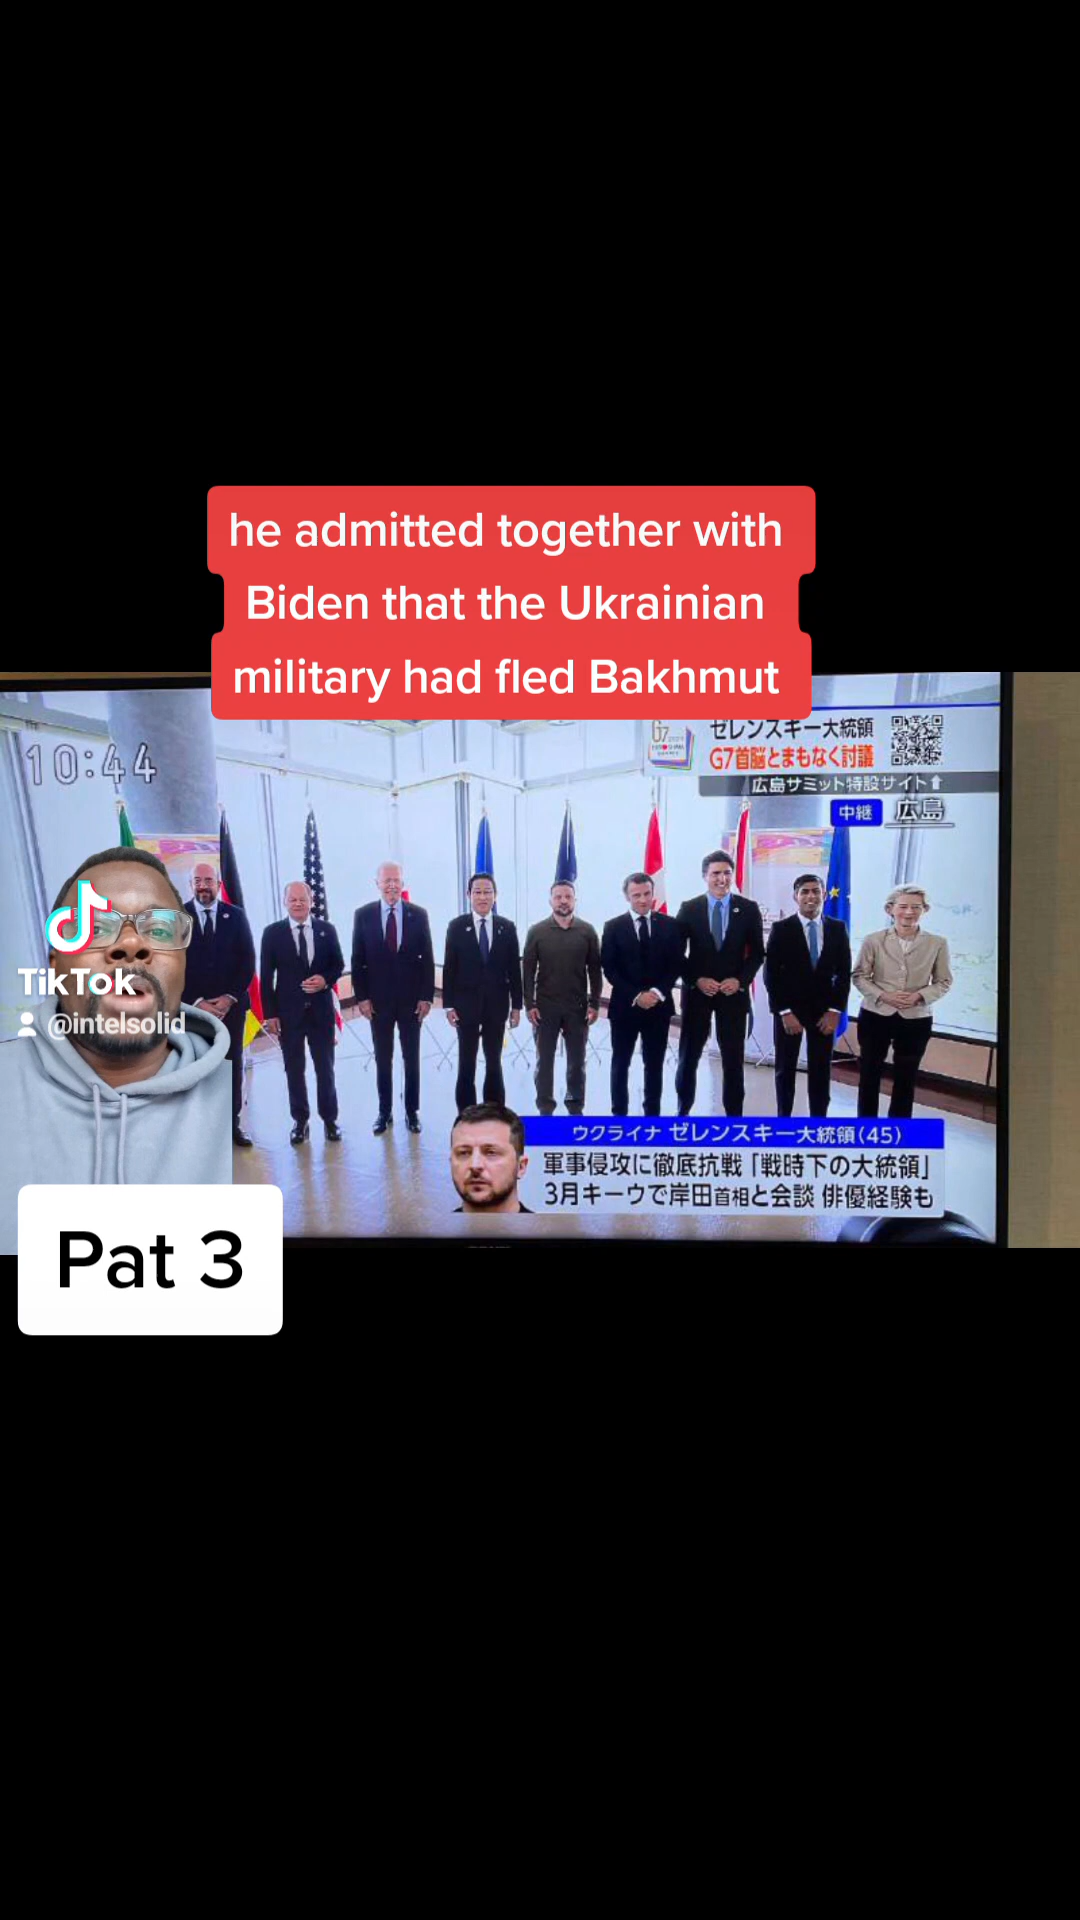 he admitted together with
Biden that the Ukrainian
military had fled Bakhmut
10:44
ゼレンスキー大統領
G7首脳とまもなく討議
広島サミット特設サイト⬆
中継 広島
TikTok
@intelsolid
ウクライナ ゼレンスキー大統領(45)
軍事侵攻に徹底抗戦「戦時下の大統領」
3月キーウで岸田首相と会談 俳優経験も
Pat 3